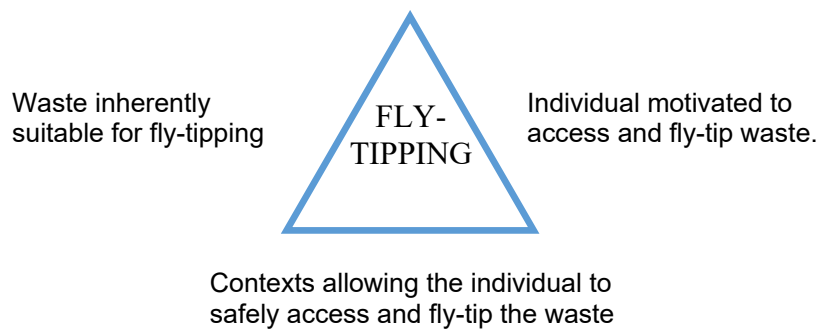 Waste inherently
suitable for fly-tipping
FLY-
TIPPING
Individual motivated to
access and fly-tip waste.
Contexts allowing the individual to
safely access and fly-tip the waste